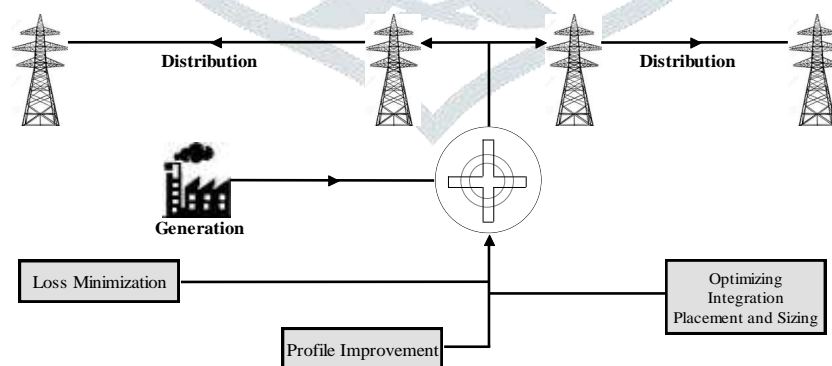 Distribution
Distribution
Generation
Loss Minimization
Optimizing
Integration
Placement and Sizing
Profile Improvement